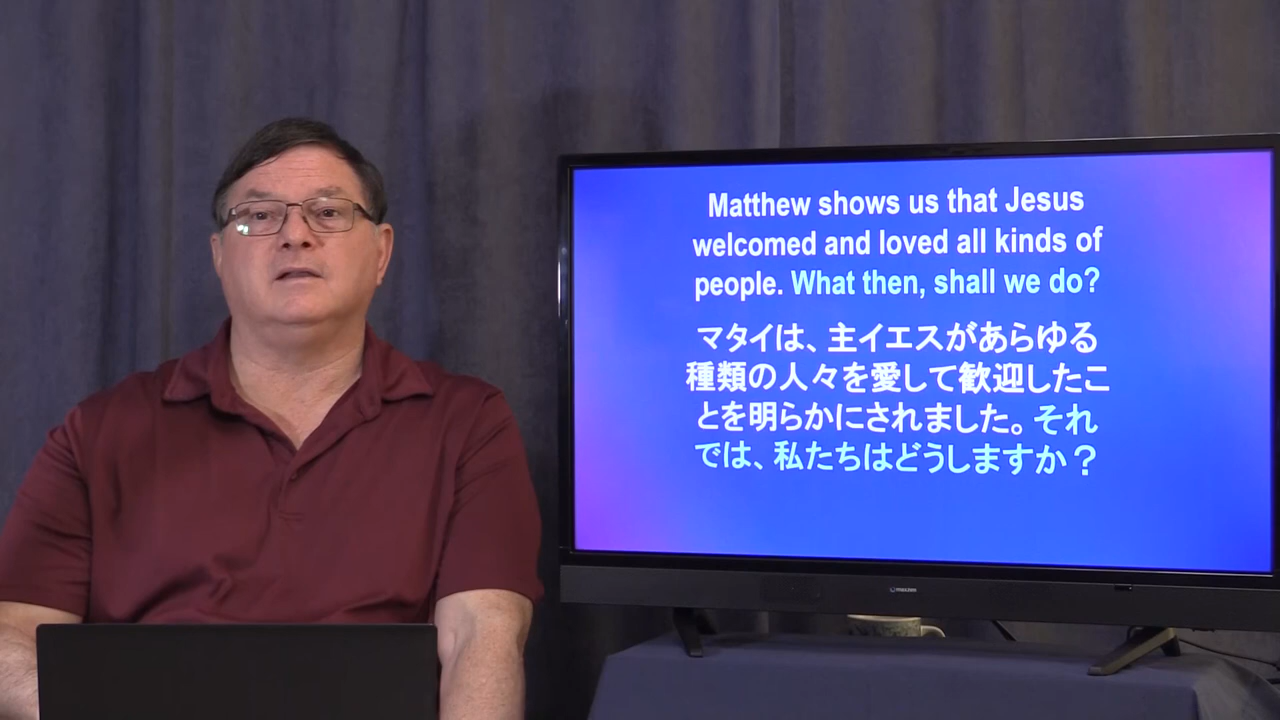 Matthew shows us that Jesus
welcomed and loved all kinds of
people. What then, shall we do?
マタイは、主イエスがあらゆる
種類の人々を愛して歓迎したこ
とを明らかにされました。それ
では、私たちはどうしますか？